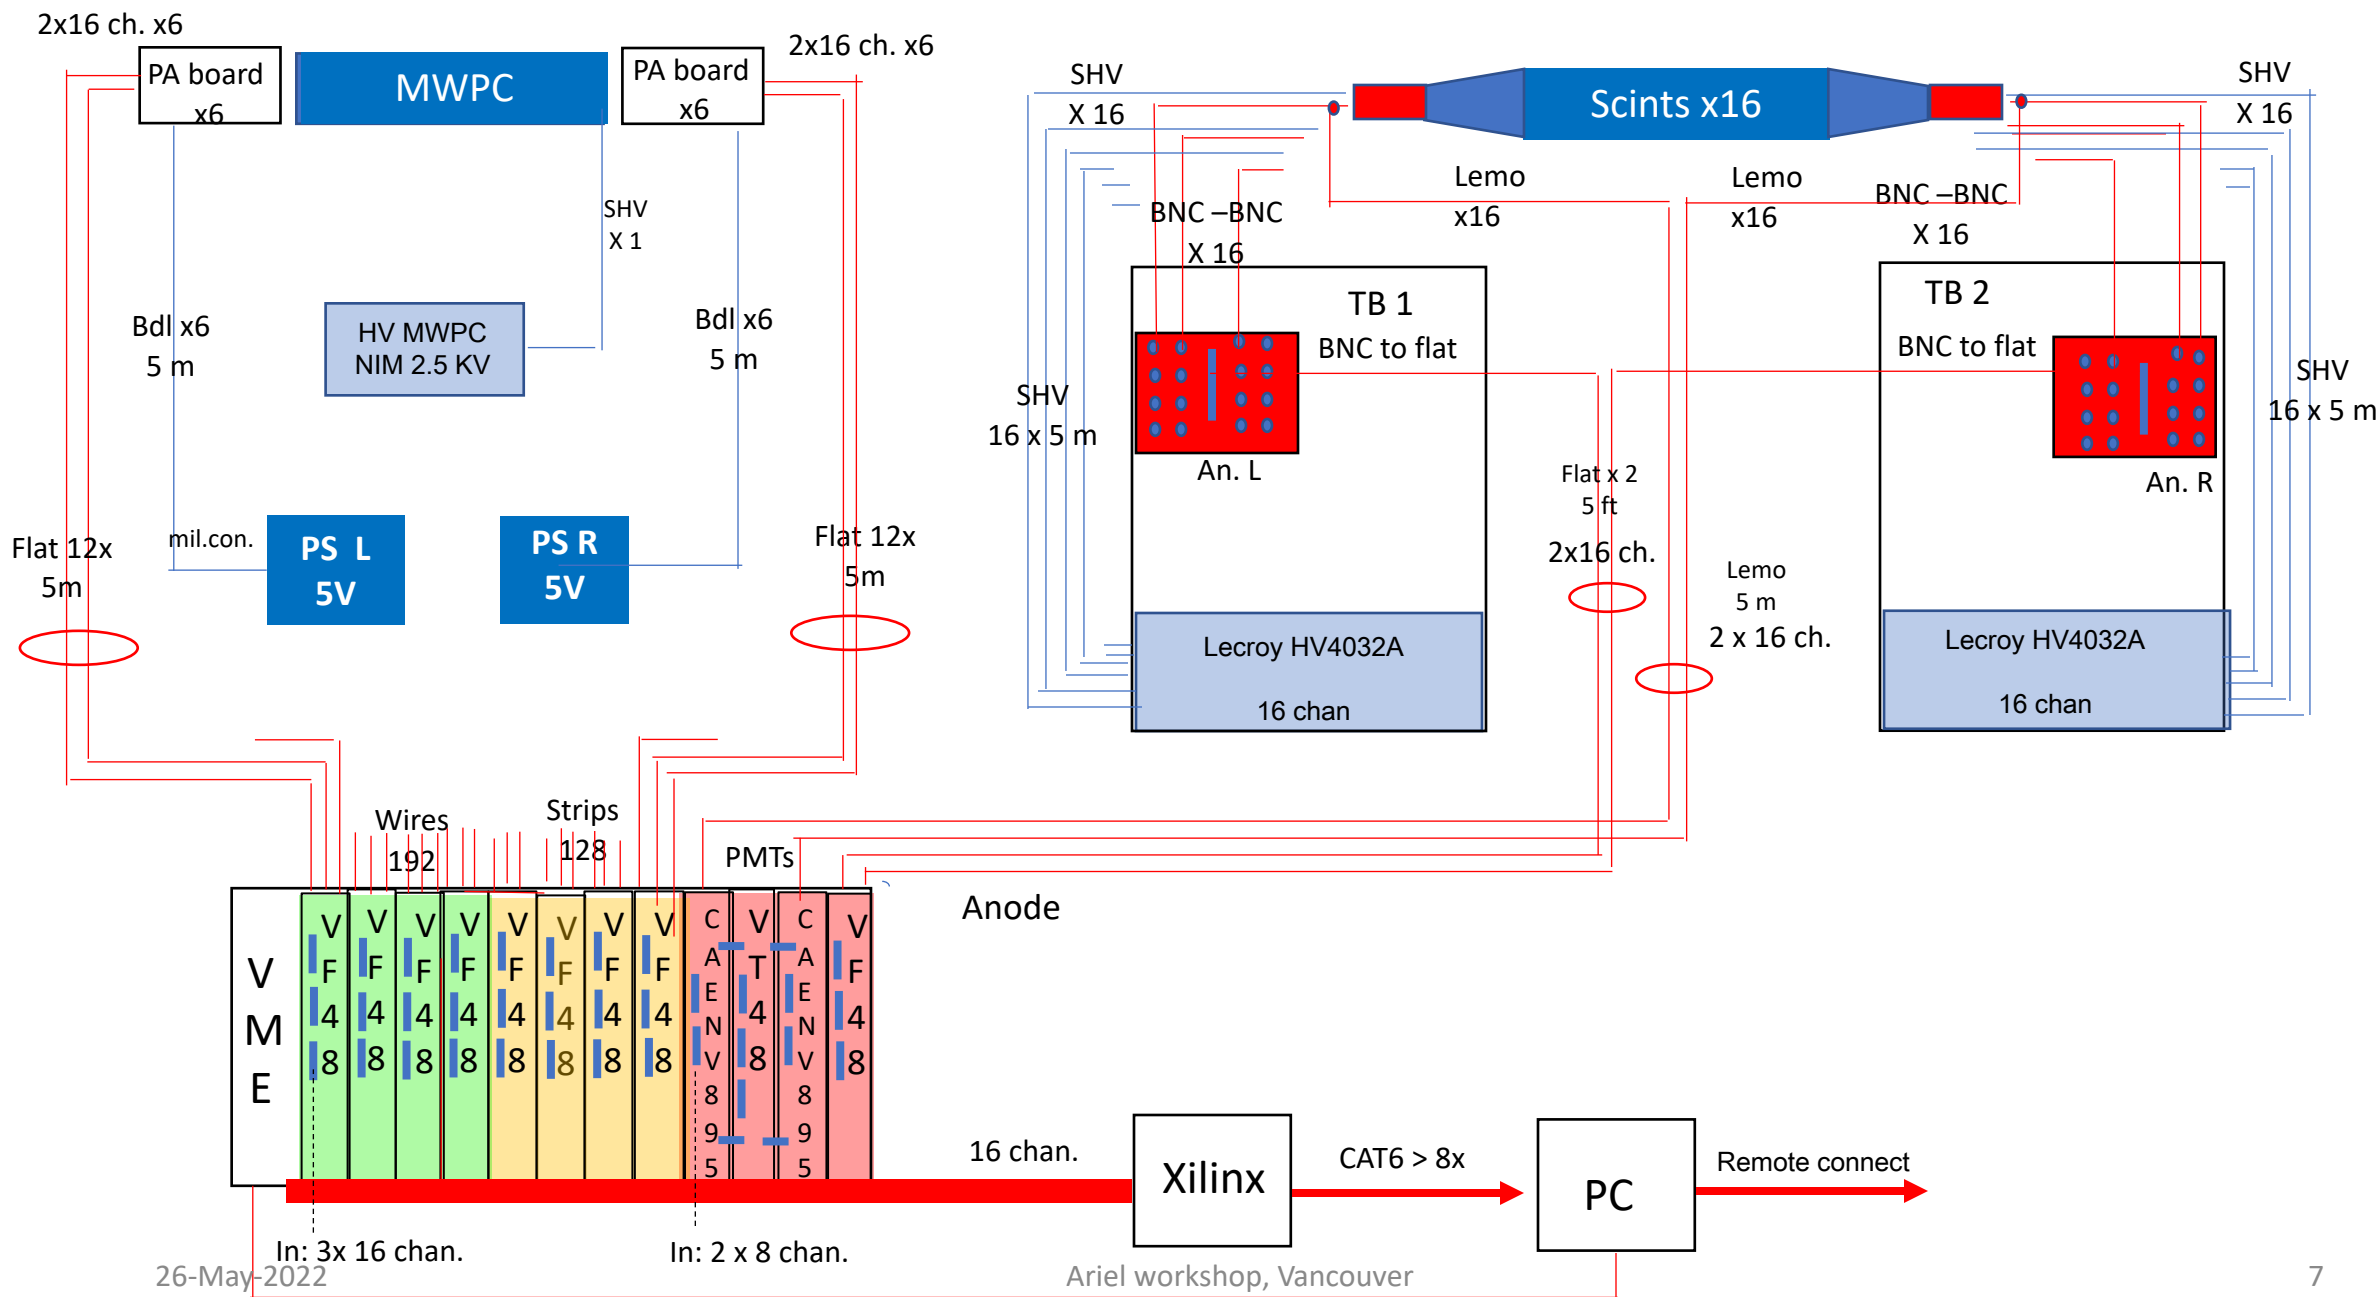 2x16 ch. x6
PA board
x6
MWPC
PA board
x6
2x16 ch. x6
SHV
X 1
Bdl x6
5 m
HV MWPC
NIM 2.5 KV
Bdl x6
5 m
Flat 12x
5m
mil.con.
PS L
5V
PS R
5V
Flat 12x
5m
SHV
X 16
Scints x16
SHV
X 16
Lemo
x16
Lemo
x16
BNC –BNC
X 16
BNC –BNC
X 16
TB 1
BNC to flat
An. L
SHV
16 x 5 m
Lecroy HV4032A
16 chan
Flat x 2
5 ft
2x16 ch.
Lemo
5 m
2 x 16 ch.
TB 2
BNC to flat
An. R
SHV
16 x 5 m
Lecroy HV4032A
16 chan
Wires
192
Strips
128
PMTs
Anode
VME
VF48
VF48
VF48
VF48
VF48
VF48
VF48
VF48
CAENV895
VT48
CAENV895
VF48
16 chan.
Xilinx
CAT6 > 8x
PC
Remote connect
In: 3x 16 chan.
In: 2 x 8 chan.
26-May-2022
Ariel workshop, Vancouver
7